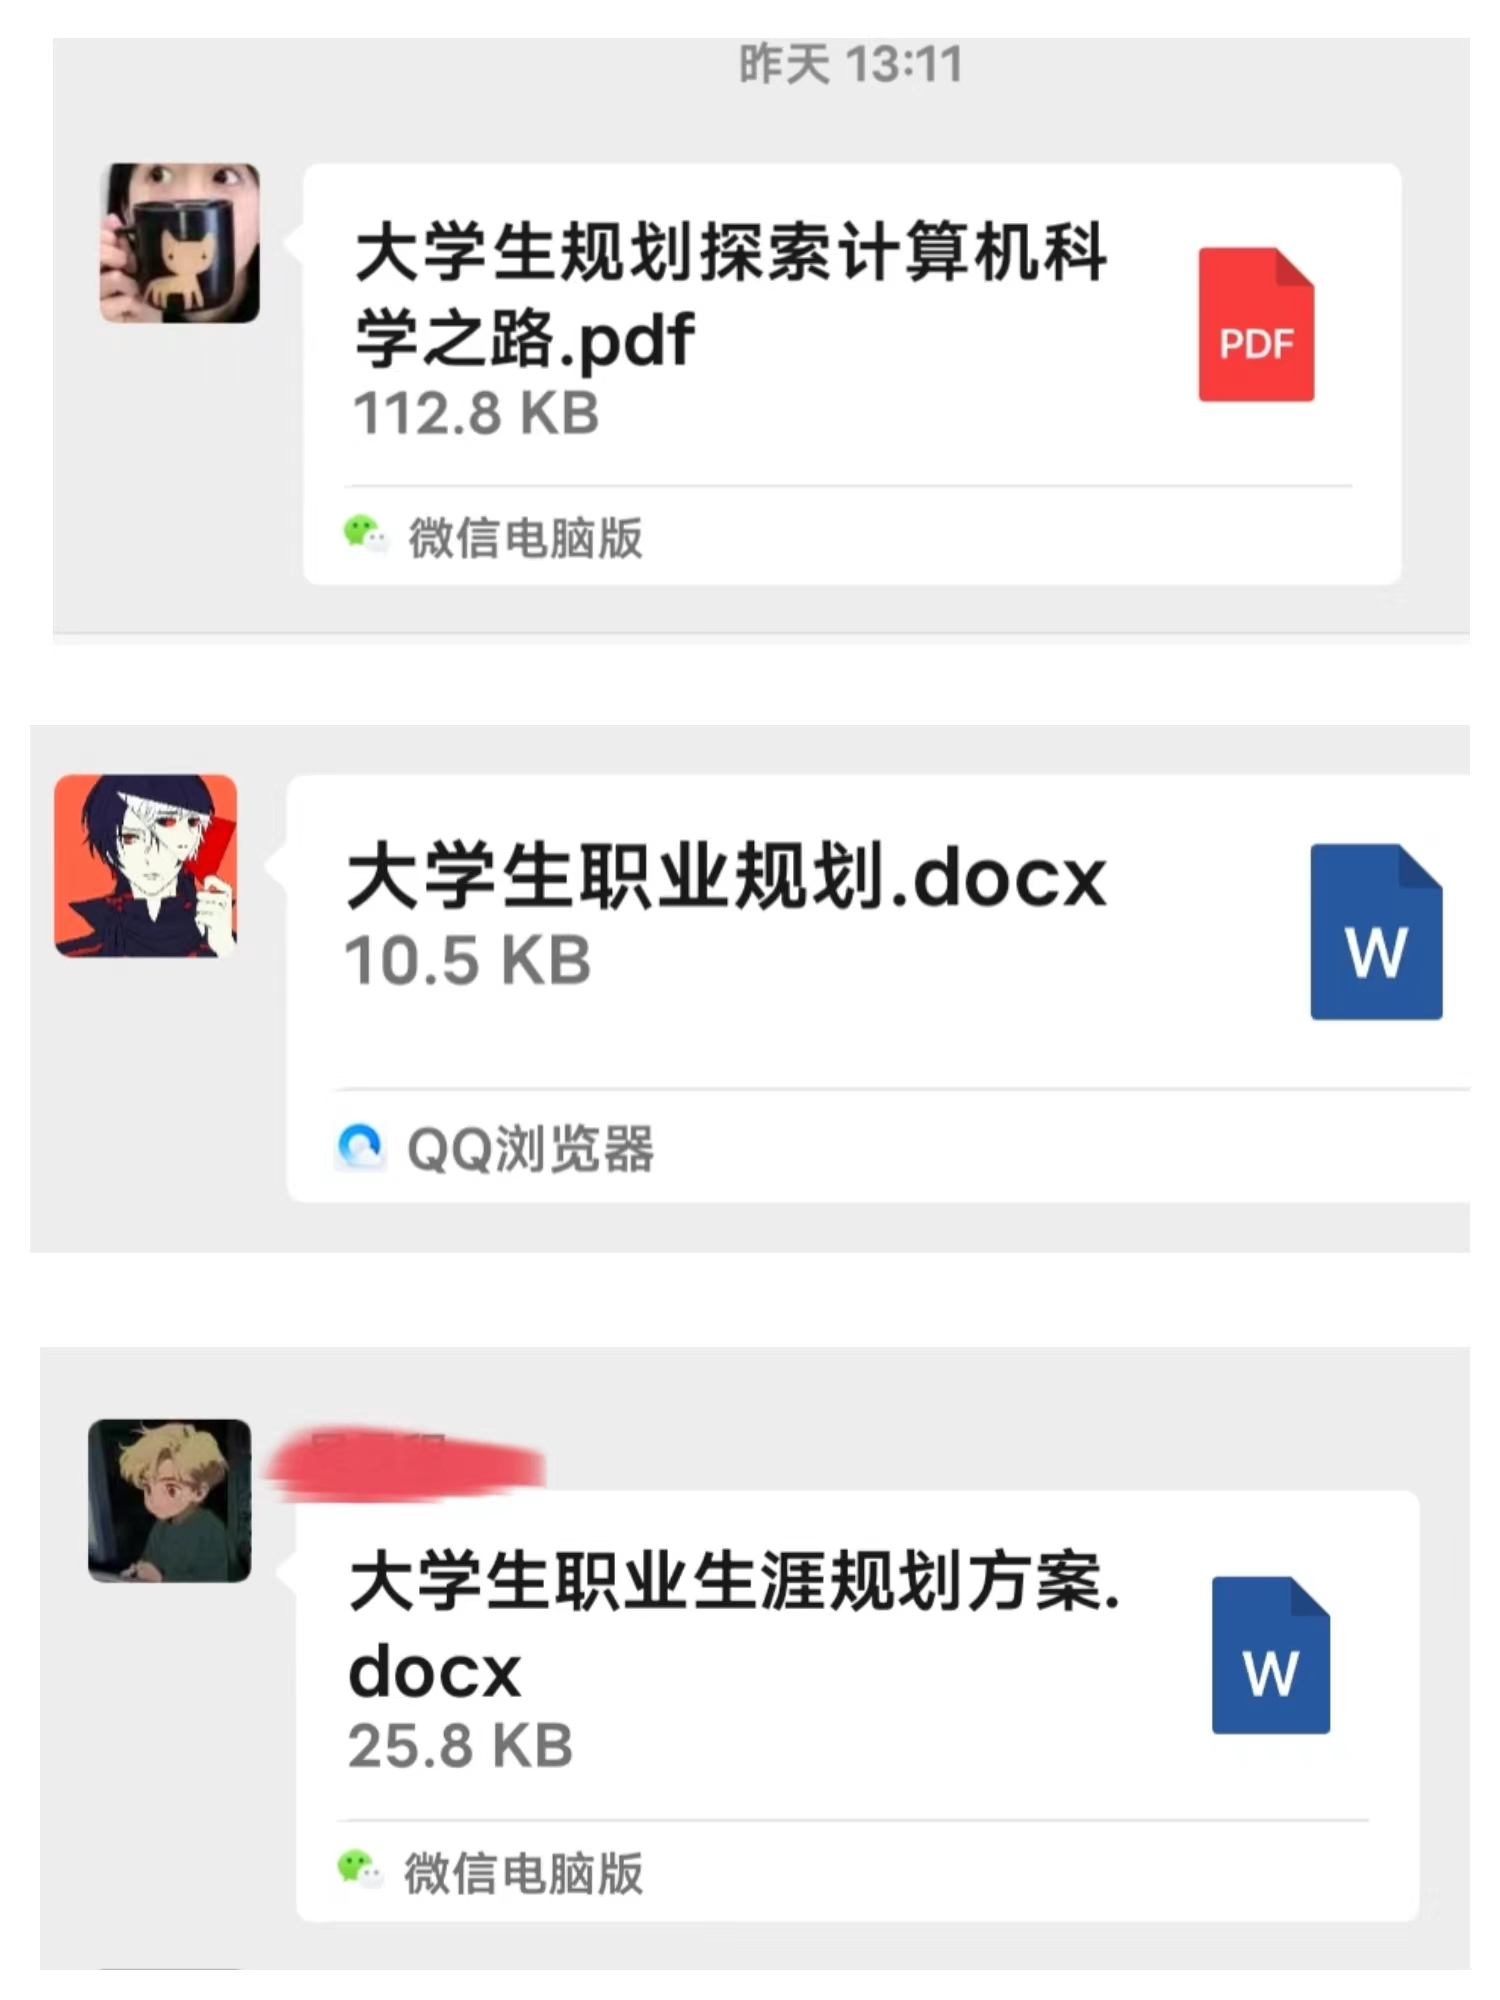 昨天 13:11
大学生规划探索计算机科
学之路.pdf
PDF
112.8 KB
微信电脑版
大学生职业规划.docx
W
10.5 KB
QQ浏览器
大学生职业生涯规划方案.
docx
W
25.8 KB
微信电脑版